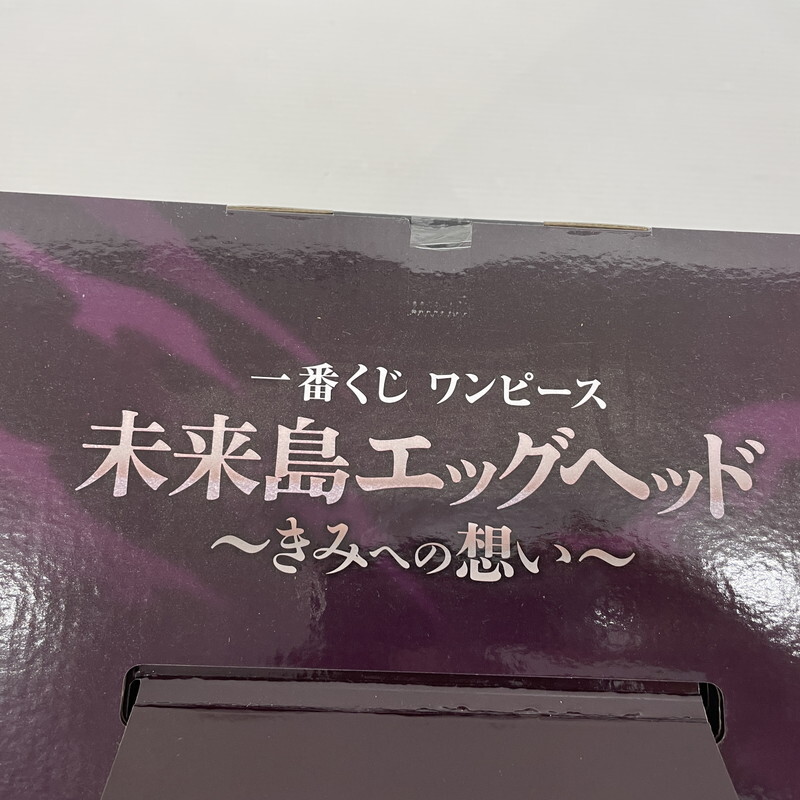 一番くじ ワンピース
未来島エッグヘッド
～きみへの想い～